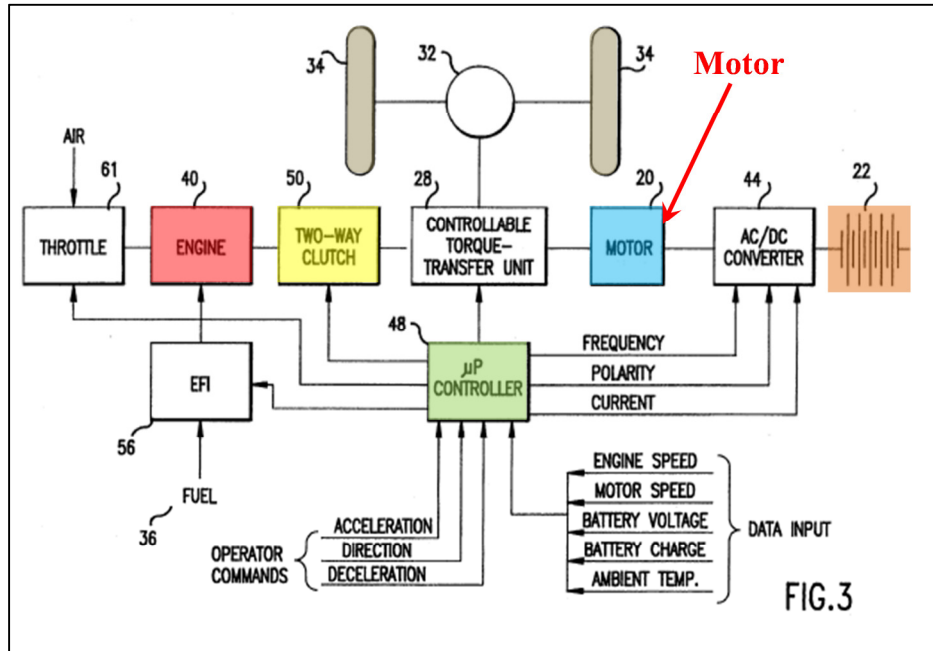 34
32
34
Motor
AIR
61
40
50
28
20
44
22
THROTTLE
ENGINE
TWO-WAY
CLUTCH
CONTROLLABLE
TORQUE-
TRANSFER UNIT
MOTOR
AC/DC
CONVERTER
48
EFI
µP
CONTROLLER
FREQUENCY
POLARITY
CURRENT
56
FUEL
36
OPERATOR
COMMANDS
ACCELERATION
DIRECTION
DECELERATION
ENGINE SPEED
MOTOR SPEED
BATTERY VOLTAGE
BATTERY CHARGE
AMBIENT TEMP.
DATA INPUT
FIG.3